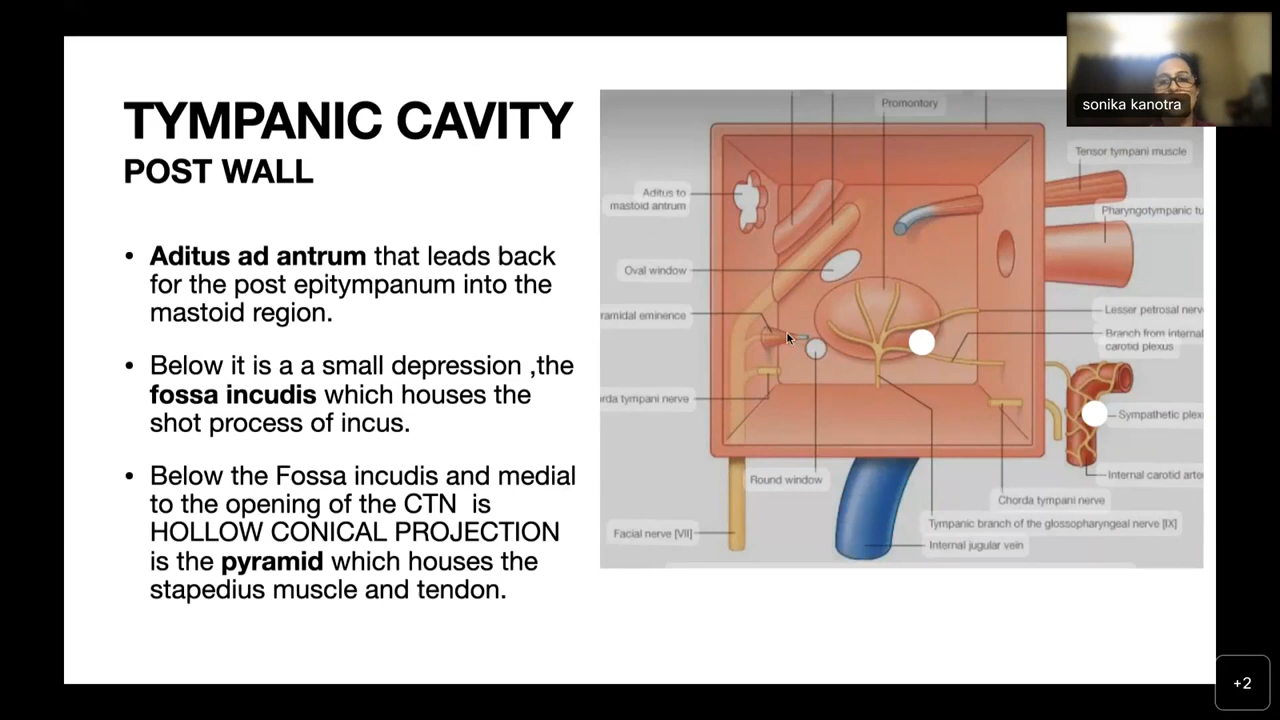 TYMPANIC CAVITY
POST WALL
• Aditus ad antrum that leads back
for the post epitympanum into the
mastoid region.
• Below it is a a small depression ,the
fossa incudis which houses the
shot process of incus.
• Below the Fossa incudis and medial
to the opening of the CTN is
HOLLOW CONICAL PROJECTION
is the pyramid which houses the
stapedius muscle and tendon.
Promontory
Tensor tympani muscle
Aditus to
mastoid antrum
Pharyngotympanic tu
Oval window
ramidal eminence
Lesser petrosal nerv
Branch from internal
carotid plexus
rda tympani nerve
Sympathetic plex
Round window
Internal carotid arte
Chorda tympani nerve
Tympanic branch of the glossopharyngeal nerve [IX]
Facial nerve [VII]
Internal jugular vein
sonika kanotra
+2